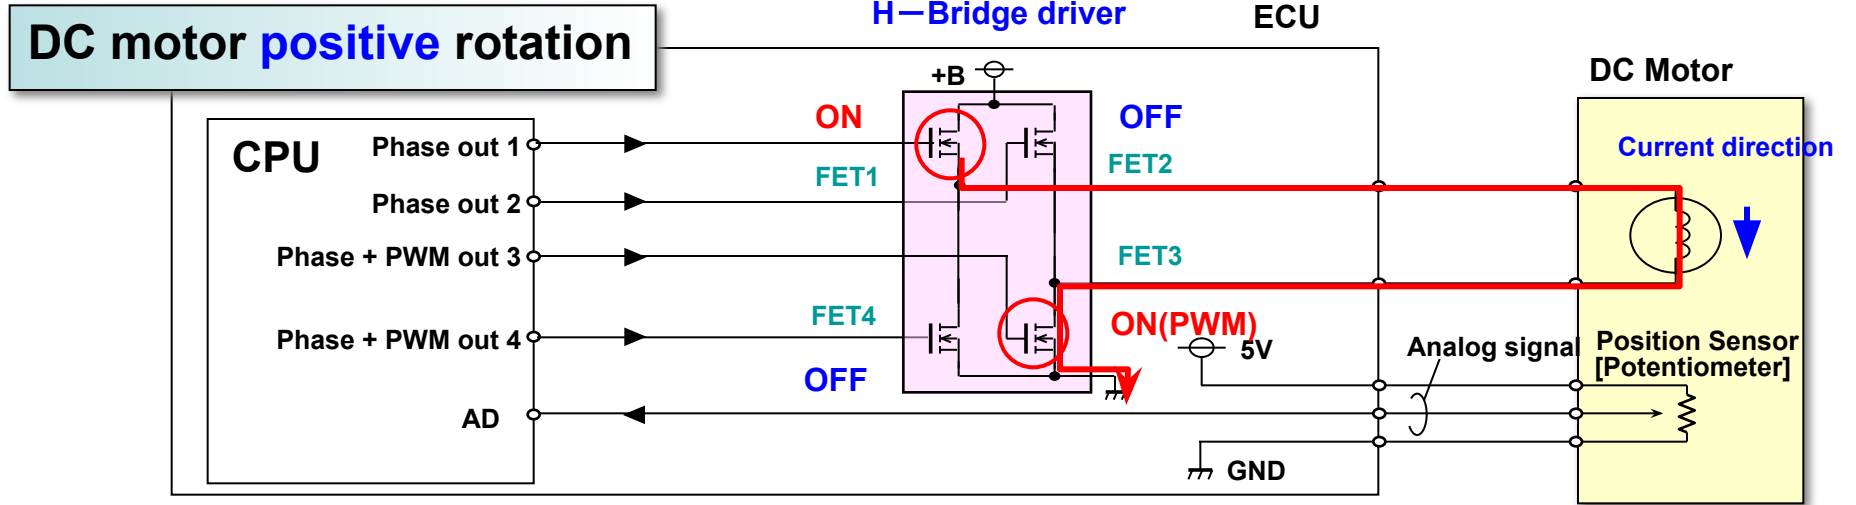 H－Bridge driver
ECU
DC motor positive rotation
DC Motor
+B
ON
OFF
CPU
Phase out 1
Current direction
FET1
FET2
Phase out 2
Phase + PWM out 3
FET3
FET4
ON(PWM)
Phase + PWM out 4
5V
Analog signal
Position Sensor
[Potentiometer]
OFF
AD
GND